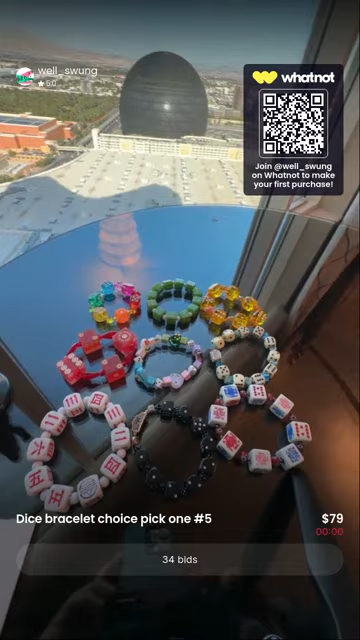 well_swung
5.0
whatnot
Join @well_swung
on Whatnot to make
your first purchase!
Dice bracelet choice pick one #5
$79
00:00
34 bids